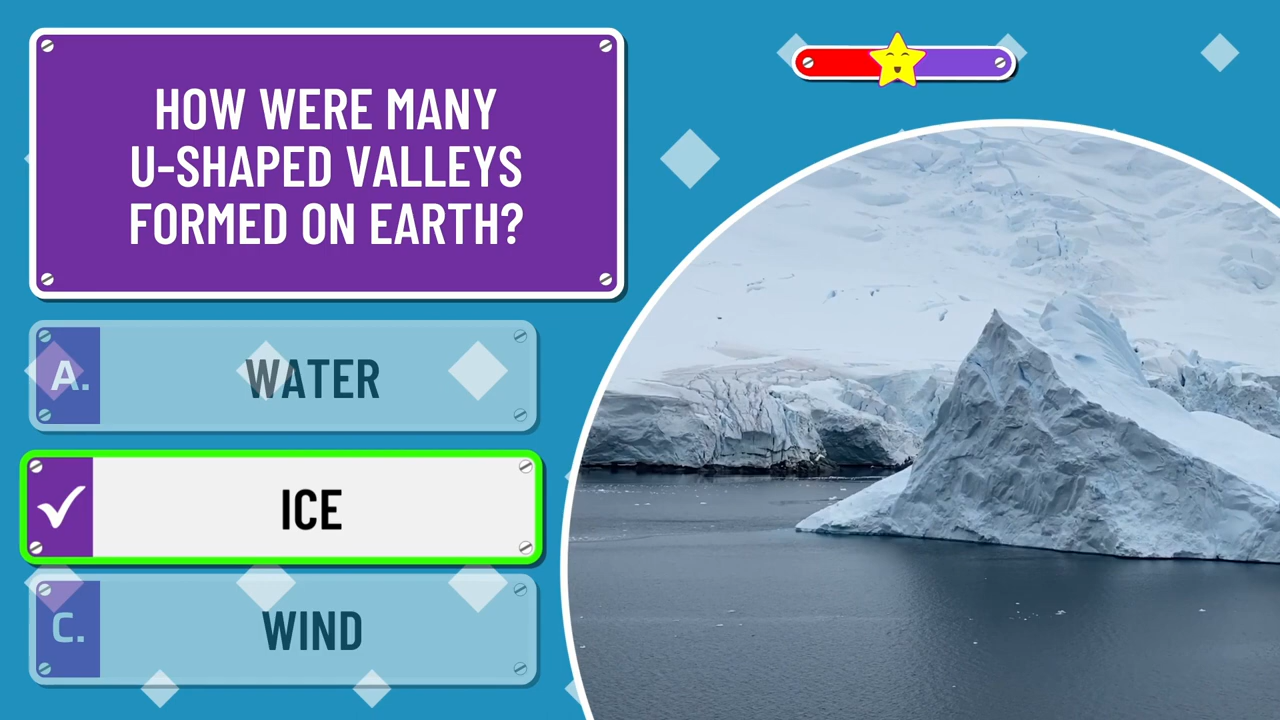 HOW WERE MANY
U-SHAPED VALLEYS
FORMED ON EARTH?
A. WATER
ICE
C. WIND